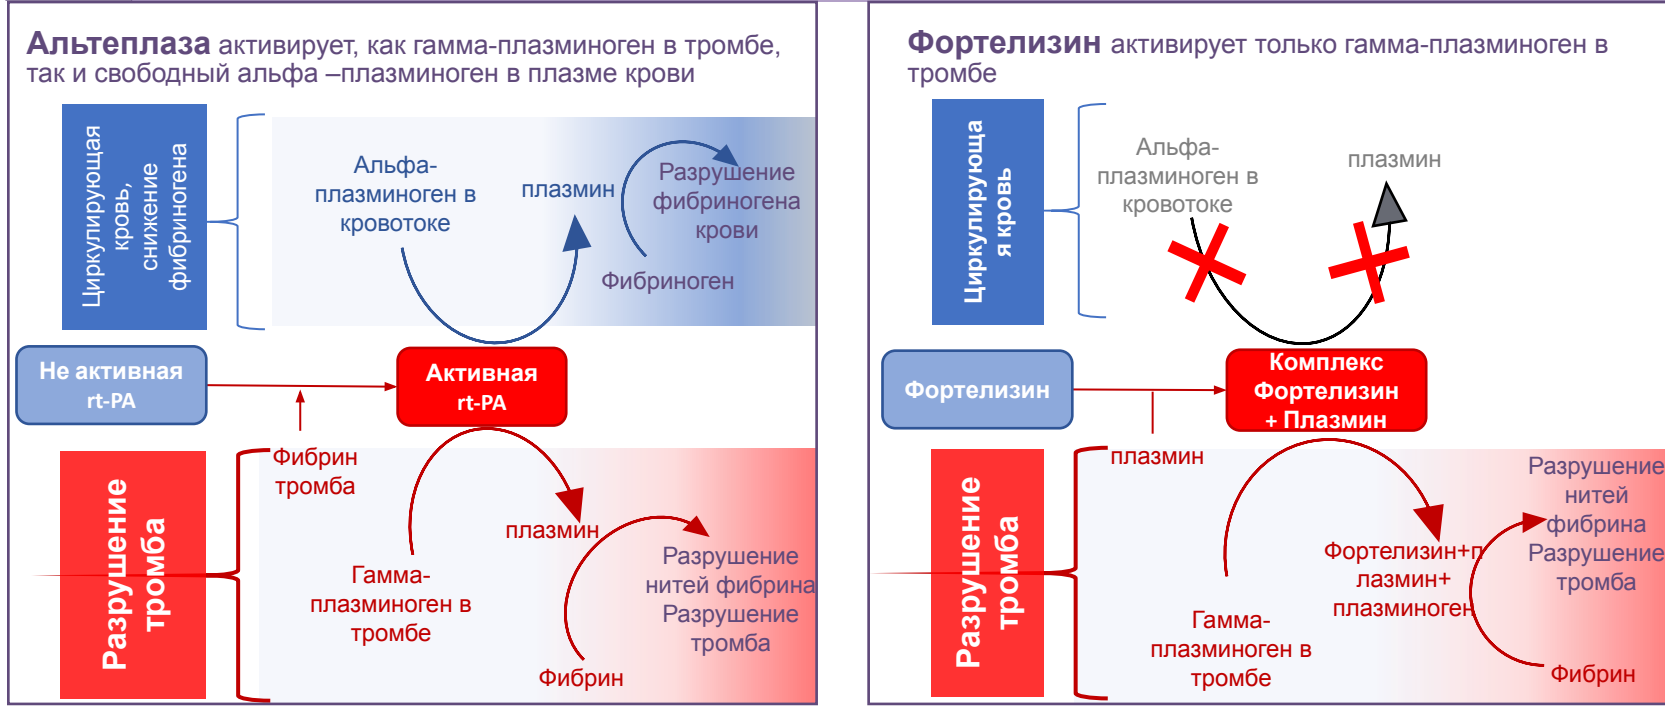 Альтеплаза активирует, как гамма-плазминоген в тромбе,
так и свободный альфа –плазминоген в плазме крови
Циркулирующая
кровь,
снижение
фибриногена
Альфа-
плазминоген в
кровотоке
плазмин
Разрушение
фибриногена
крови
Фибриноген
Не активная
rt-PA
Активная
rt-PA
Фибрин
тромба
Разрушение
тромба
плазмин
Гамма-
плазминоген в
тромбе
Разрушение
нитей фибрина
Разрушение
тромба
Фибрин
Фортелизин активирует только гамма-плазминоген в
тромбе
Циркулирующа
я кровь
Альфа-
плазминоген в
кровотоке
плазмин
Фортелизин
Комплекс
Фортелизин
+ Плазмин
плазмин
Разрушение
тромба
Разрушение
нитей
фибрина
Разрушение
тромба
Фортелизин+п
лазмин+
плазминоген
Гамма-
плазминоген в
тромбе
Фибрин